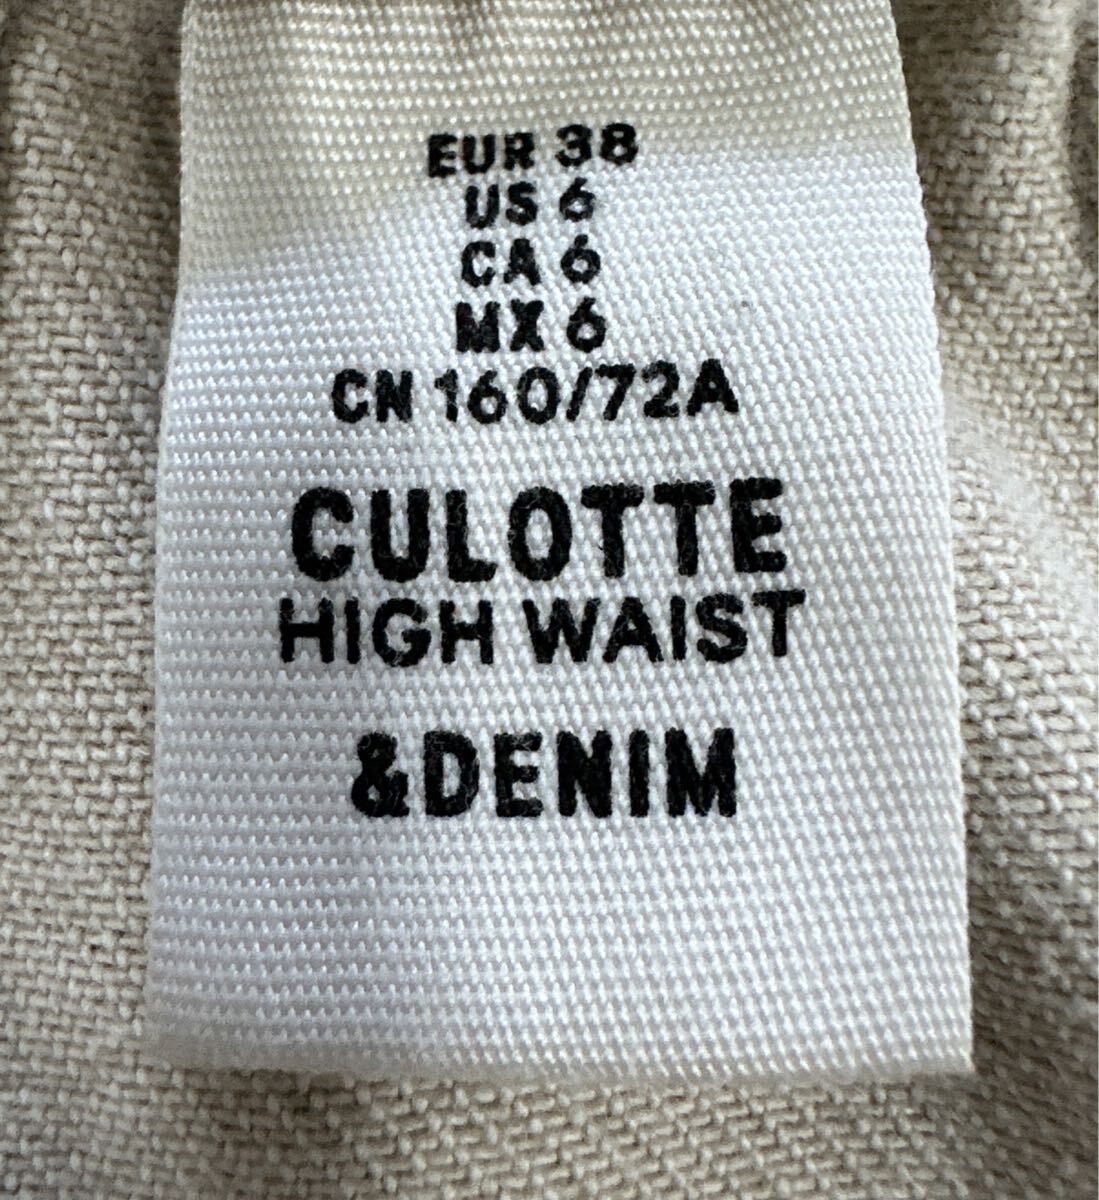 EUR 38
US 6
CA 6
MX 6
CN 160/72A
CULOTTE
HIGH WAIST
&DENIM